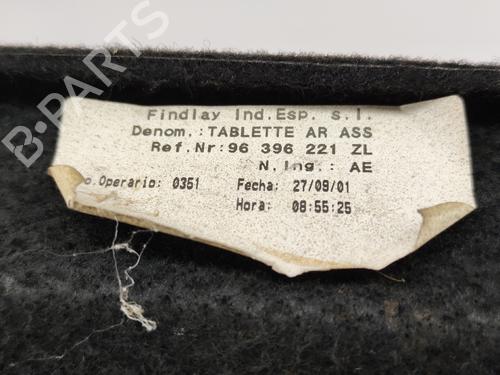 Findlay Ind.Esp. s.l.
Denom.:TABLETTE AR ASS
Ref.Nr:96 396 221 ZL
N.Ing.: AE
o.Operario: 0351 Fecha: 27/09/01
Hora: 08:55:25